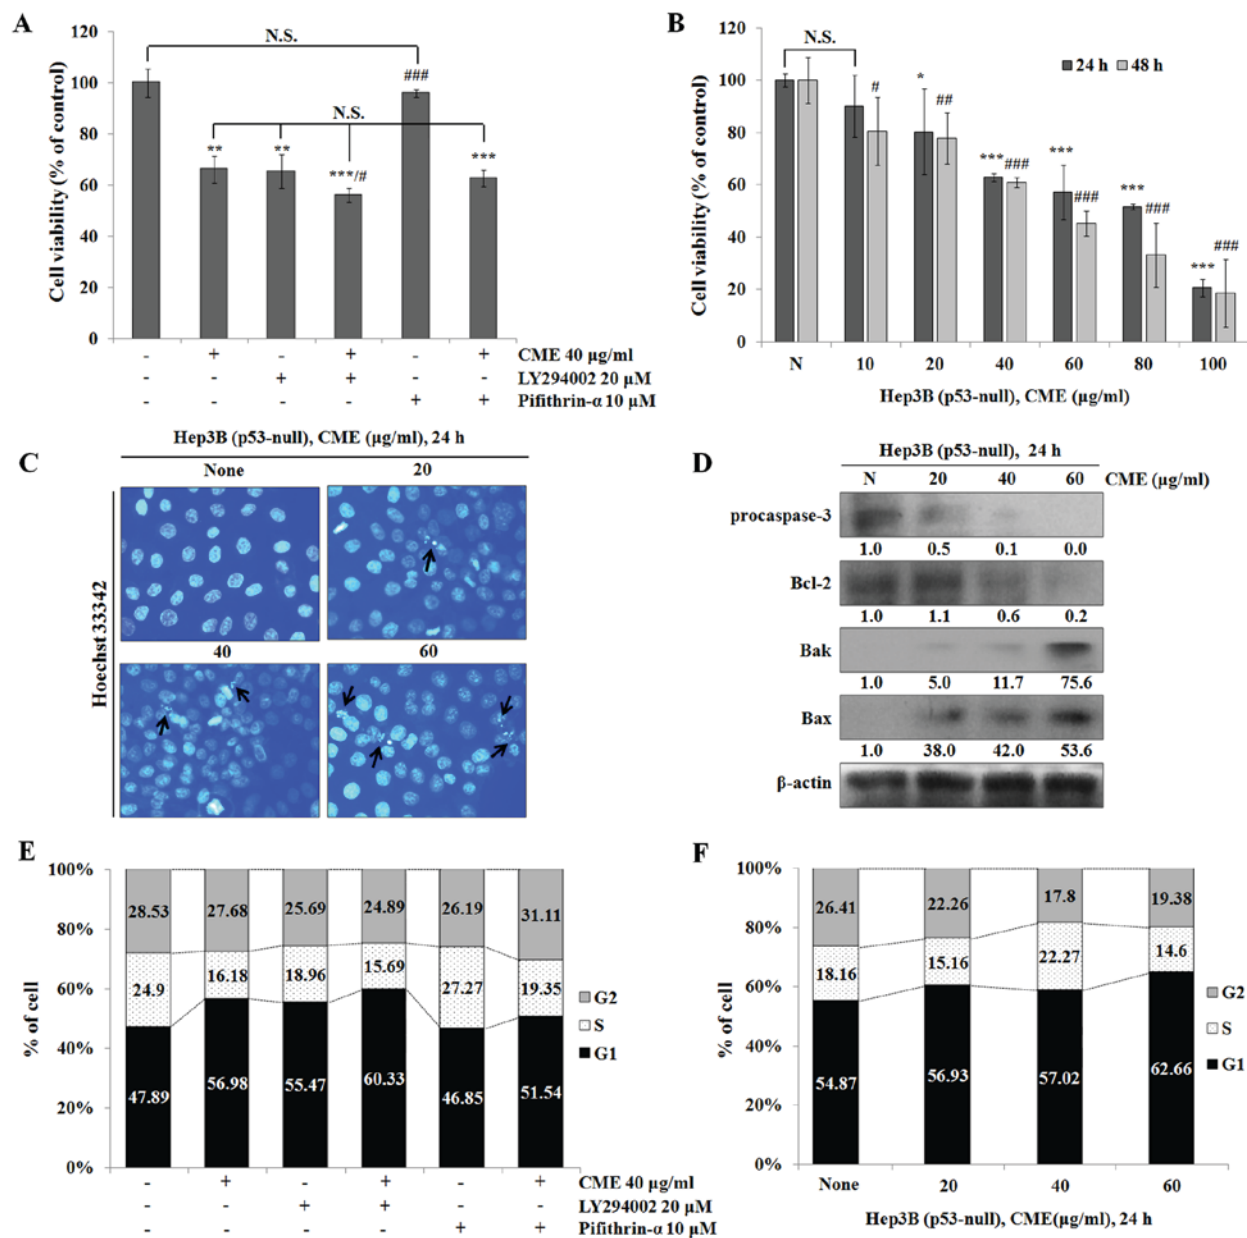 A
N.S.
N.S.
** ** ***/# ### ***
Cell viability (% of control)
120
100
80
60
40
20
0
- + - + - + CME 40 µg/ml
- - + + - - LY294002 20 µM
- - - - + + Pifithrin-α 10 µM
B
N.S.
24 h 48 h
# * ## *** ### *** ### *** ### *** ###
Cell viability (% of control)
120
100
80
60
40
20
0
N 10 20 40 60 80 100
Hep3B (p53-null), CME (µg/ml)
C
Hep3B (p53-null), CME (µg/ml), 24 h
None 20
40 60
Hoechst 33342
D
Hep3B (p53-null), 24 h
N 20 40 60 CME (µg/ml)
procaspase-3
1.0 0.5 0.1 0.0
Bcl-2
1.0 1.1 0.6 0.2
Bak
1.0 5.0 11.7 75.6
Bax
1.0 38.0 42.0 53.6
β-actin
E
% of cell
100%
80%
60%
40%
20%
0%
28.53 27.68 25.69 24.89 26.19 31.11
24.9 16.18 18.96 15.69 27.27 19.35
47.89 56.98 55.47 60.33 46.85 51.54
G2
S
G1
- + - + - + CME 40 µg/ml
- - + + - - LY294002 20 µM
- - - - + + Pifithrin-α 10 µM
F
% of cell
100%
80%
60%
40%
20%
0%
26.41 22.26 17.8 19.38
18.16 15.16 22.27 14.6
54.87 56.93 57.02 62.66
G2
S
G1
None 20 40 60
Hep3B (p53-null), CME(µg/ml), 24 h